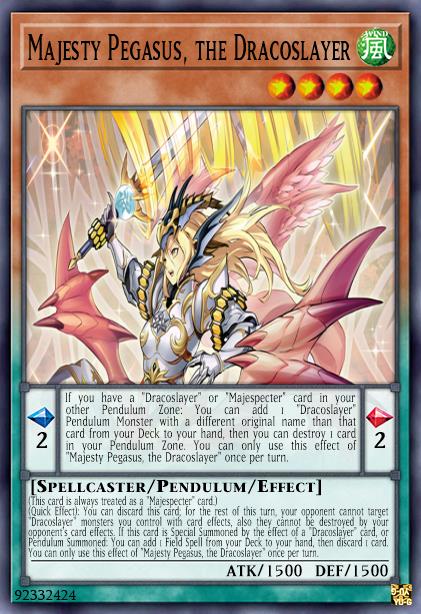 MAJESTY PEGASUS, THE DRACOSLAYER
WIND
風
If you have a "Dracoslayer" or "Majespecter" card in your
other Pendulum Zone: You can add 1 "Dracoslayer"
Pendulum Monster with a different original name than that
card from your Deck to your hand, then you can destroy 1 card
in your Pendulum Zone. You can only use this effect of
"Majesty Pegasus, the Dracoslayer" once per turn.
2
2
[SPELLCASTER/PENDULUM/EFFECT]
(This card is always treated as a "Majespecter" card.)
(Quick Effect): You can discard this card; for the rest of this turn, your opponent cannot target
"Dracoslayer" monsters you control with card effects, also they cannot be destroyed by your
opponent's card effects. If this card is Special Summoned by the effect of a "Dracoslayer" card, or
Pendulum Summoned: You can add 1 Field Spell from your Deck to your hand, then discard 1 card.
You can only use this effect of "Majesty Pegasus, the Dracoslayer" once per turn.
ATK/1500 DEF/1500
92332424